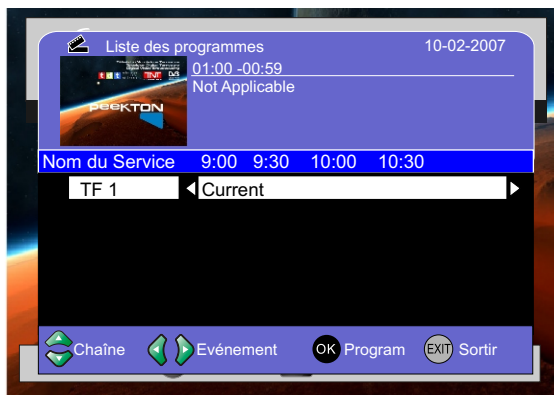 Liste des programmes 10-02-2007
01:00 -00:59
Not Applicable
PEEKTON
Nom du Service 9:00 9:30 10:00 10:30
TF 1 Current
Chaîne Evénement OK Program EXIT Sortir